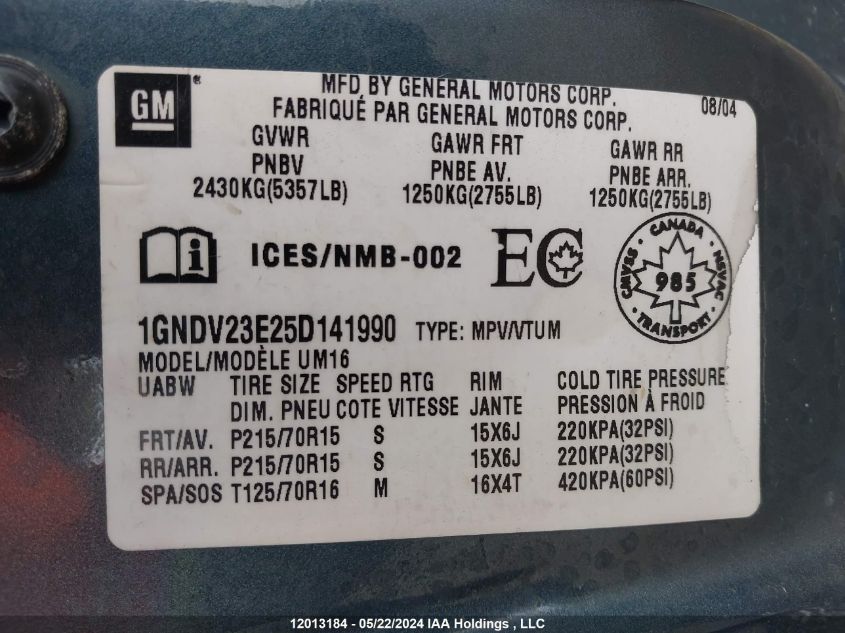 GM®
MFD BY GENERAL MOTORS CORP.
08/04
FABRIQUÉ PAR GENERAL MOTORS CORP.
GVWR GAWR FRT GAWR RR
PNBV PNBE AV. PNBE ARR.
2430KG(5357LB) 1250KG(2755LB) 1250KG(2755LB)
i ICES/NMB-002 EC
CANADA
CMVSS 985 NSVAC
TRANSPORT
1GNDV23E25D141990 TYPE: MPV/VTUM
MODEL/MODÈLE UM16
UABW TIRE SIZE SPEED RTG RIM COLD TIRE PRESSURE
DIM. PNEU COTE VITESSE JANTE PRESSION À FROID
FRT/AV. P215/70R15 S 15X6J 220KPA(32PSI)
RR/ARR. P215/70R15 S 15X6J 220KPA(32PSI)
SPA/SOS T125/70R16 M 16X4T 420KPA(60PSI)
12013184 - 05/22/2024 IAA Holdings , LLC